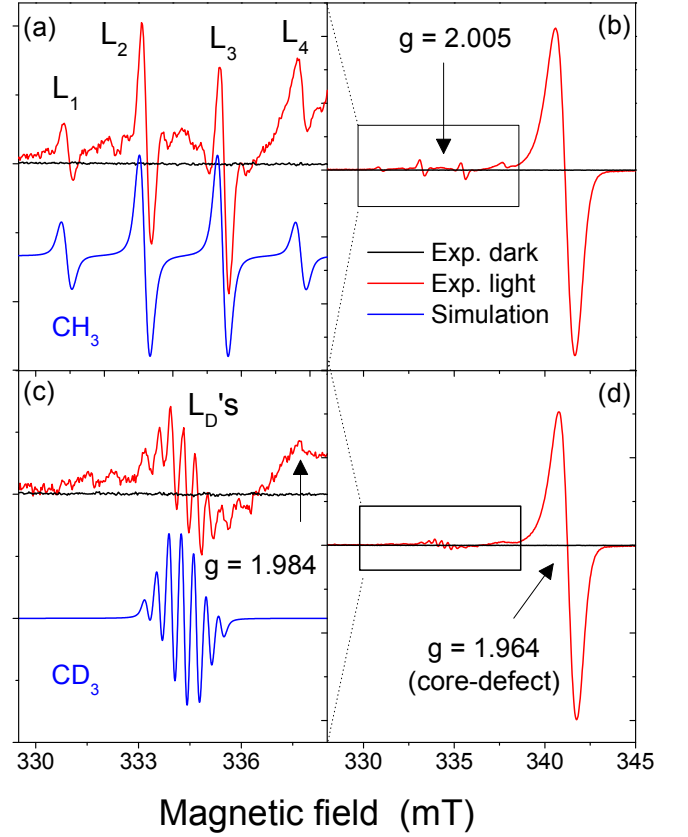 (a)
L1
L2
L3
L4
CH3
(b)
g = 2.005
Exp. dark
Exp. light
Simulation
(c)
LD's
g = 1.984
CD3
(d)
g = 1.964
(core-defect)
330 333 336 330 335 340 345
Magnetic field (mT)